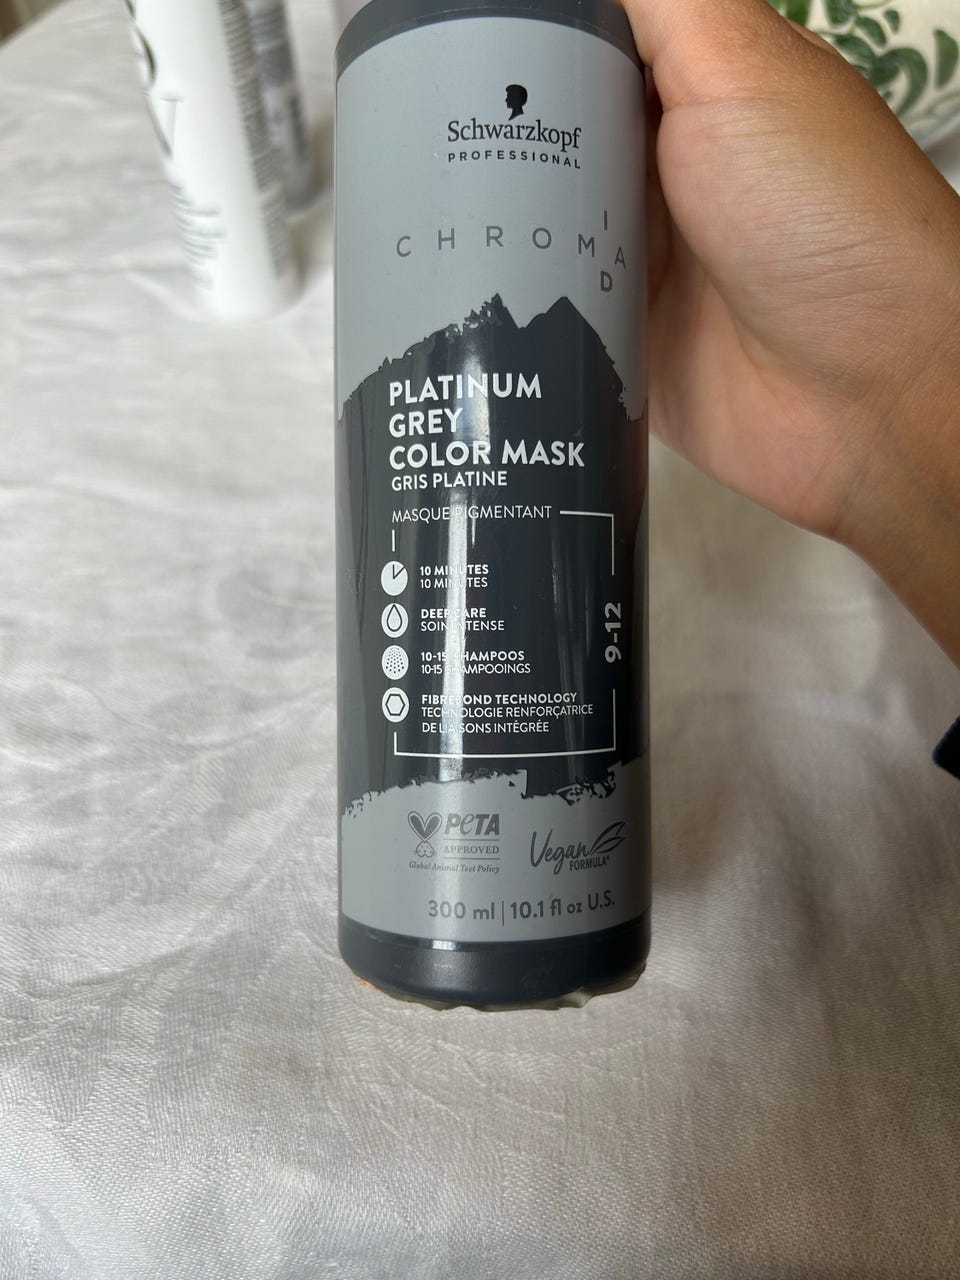 Schwarzkopf
PROFESSIONAL
CHROMA
ID
PLATINUM
GREY
COLOR MASK
GRIS PLATINE
MASQUE PIGMENTANT
10 MINUTES
10 MINUTES
DEEP CARE
SOIN INTENSE
10-15 SHAMPOOS
10-15 SHAMPOOINGS
FIBREBOND TECHNOLOGY
TECHNOLOGIE RENFORÇATRICE
DE LIAISONS INTÉGRÉE
9-12
PETA
APPROVED
Global Animal Test Policy
Vegan
FORMULA*
300 ml | 10.1 fl oz U.S.